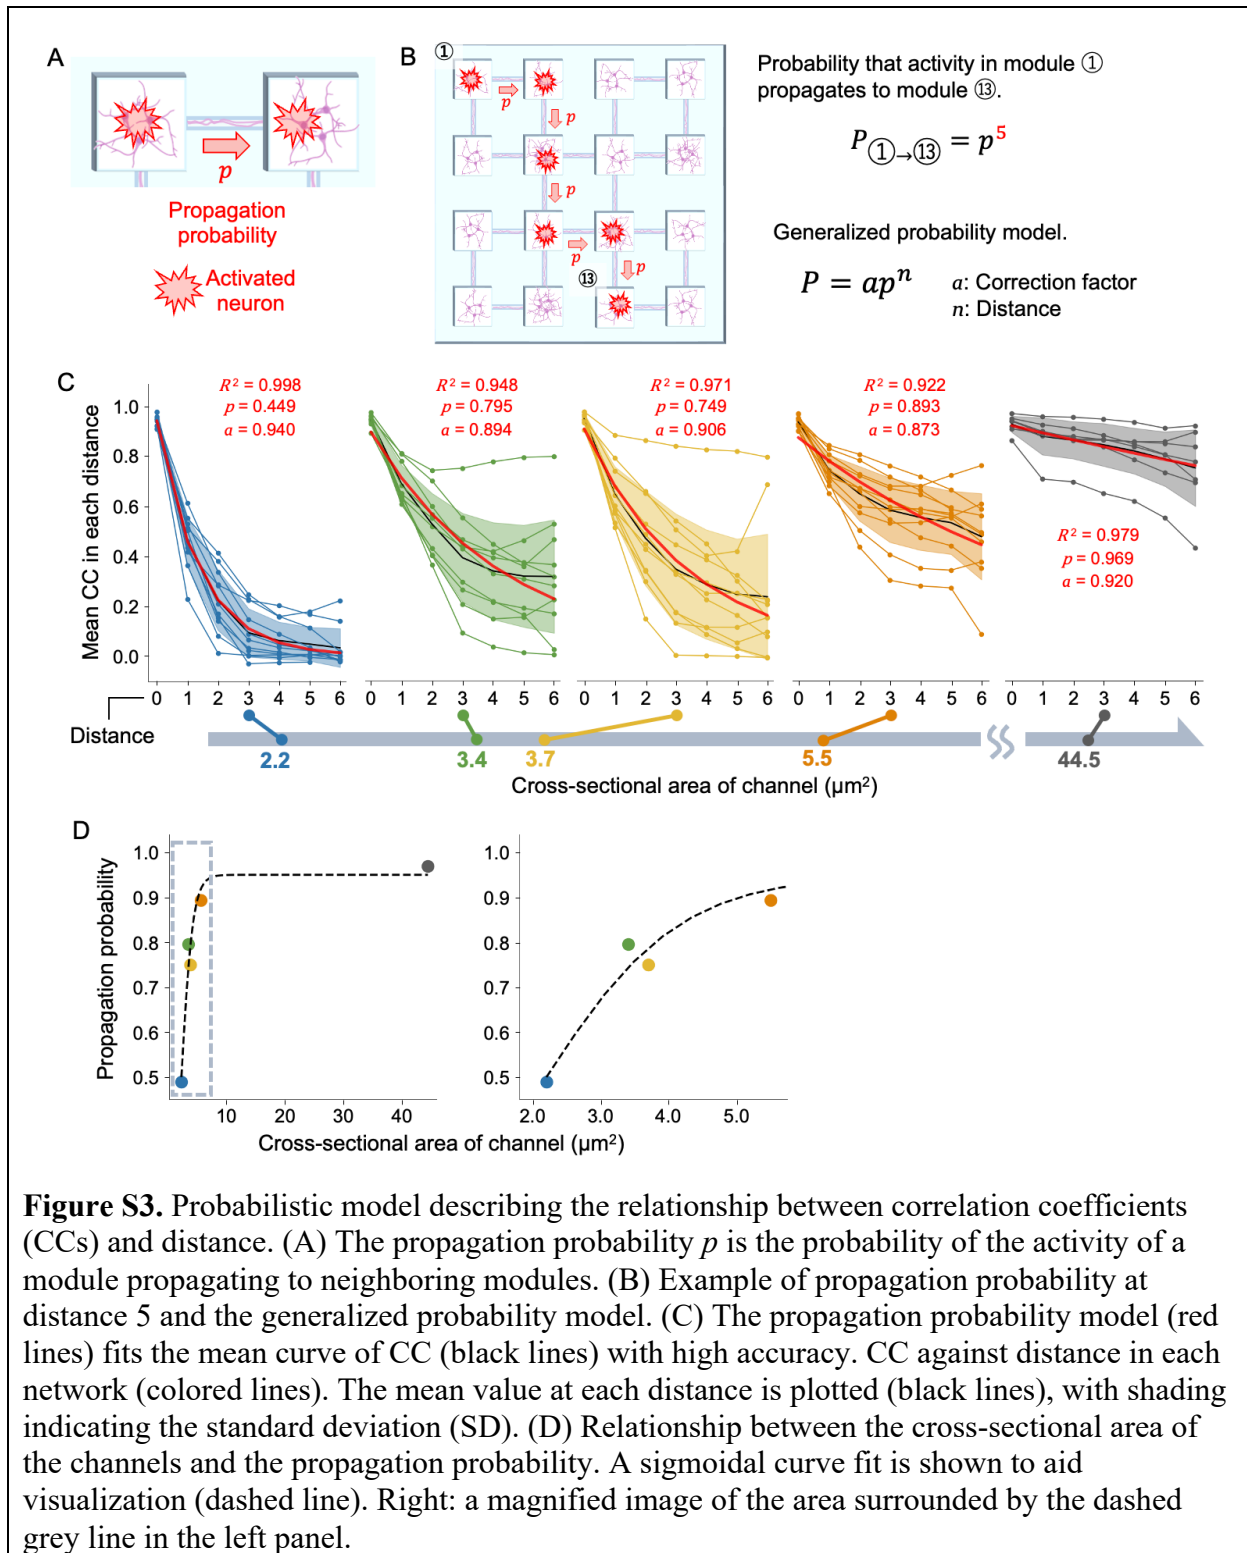 A
p
Propagation
probability
Activated
neuron
B
①
p
p
p
p
⑬
p
Probability that activity in module ①
propagates to module ⑬.
P①→⑬ = p⁵
Generalized probability model.
P = apⁿ
a: Correction factor
n: Distance
C
Mean CC in each distance
1.0
0.8
0.6
0.4
0.2
0.0
R² = 0.998
p = 0.449
a = 0.940
R² = 0.948
p = 0.795
a = 0.894
R² = 0.971
p = 0.749
a = 0.906
R² = 0.922
p = 0.893
a = 0.873
R² = 0.979
p = 0.969
a = 0.920
0 1 2 3 4 5 6
0 1 2 3 4 5 6
0 1 2 3 4 5 6
0 1 2 3 4 5 6
0 1 2 3 4 5 6
Distance
2.2
3.4
3.7
5.5
44.5
Cross-sectional area of channel (µm²)
D
Propagation probability
1.0
0.9
0.8
0.7
0.6
0.5
10 20 30 40
1.0
0.9
0.8
0.7
0.6
0.5
2.0 3.0 4.0 5.0
Cross-sectional area of channel (µm²)
Figure S3. Probabilistic model describing the relationship between correlation coefficients
(CCs) and distance. (A) The propagation probability p is the probability of the activity of a
module propagating to neighboring modules. (B) Example of propagation probability at
distance 5 and the generalized probability model. (C) The propagation probability model (red
lines) fits the mean curve of CC (black lines) with high accuracy. CC against distance in each
network (colored lines). The mean value at each distance is plotted (black lines), with shading
indicating the standard deviation (SD). (D) Relationship between the cross-sectional area of
the channels and the propagation probability. A sigmoidal curve fit is shown to aid
visualization (dashed line). Right: a magnified image of the area surrounded by the dashed
grey line in the left panel.